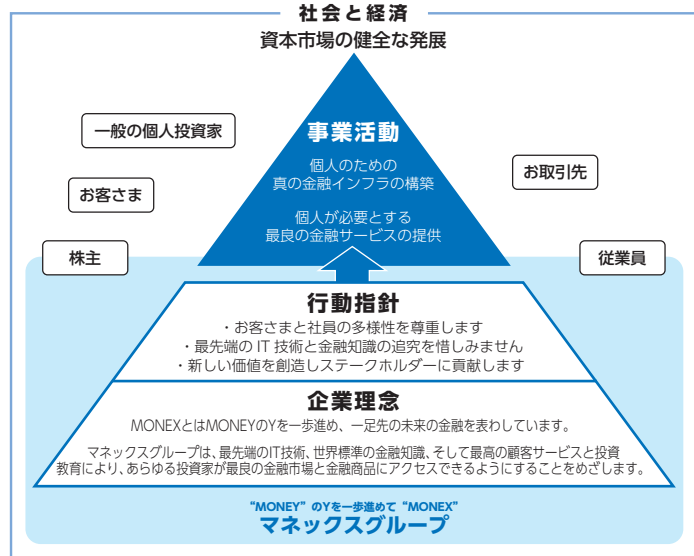 社会と経済
資本市場の健全な発展
事業活動
個人のための
真の金融インフラの構築
個人が必要とする
最良の金融サービスの提供
一般の個人投資家
お客さま
株主
お取引先
従業員
行動指針
・お客さまと社員の多様性を尊重します
・最先端の IT 技術と金融知識の追究を惜しみません
・新しい価値を創造しステークホルダーに貢献します
企業理念
MONEXとはMONEYのYを一歩進め、一足先の未来の金融を表わしています。
マネックスグループは、最先端のIT技術、世界標準の金融知識、そして最高の顧客サービスと投資
教育により、あらゆる投資家が最良の金融市場と金融商品にアクセスできるようにすることをめざします。
“MONEY” のYを一歩進めて “MONEX”
マネックスグループ